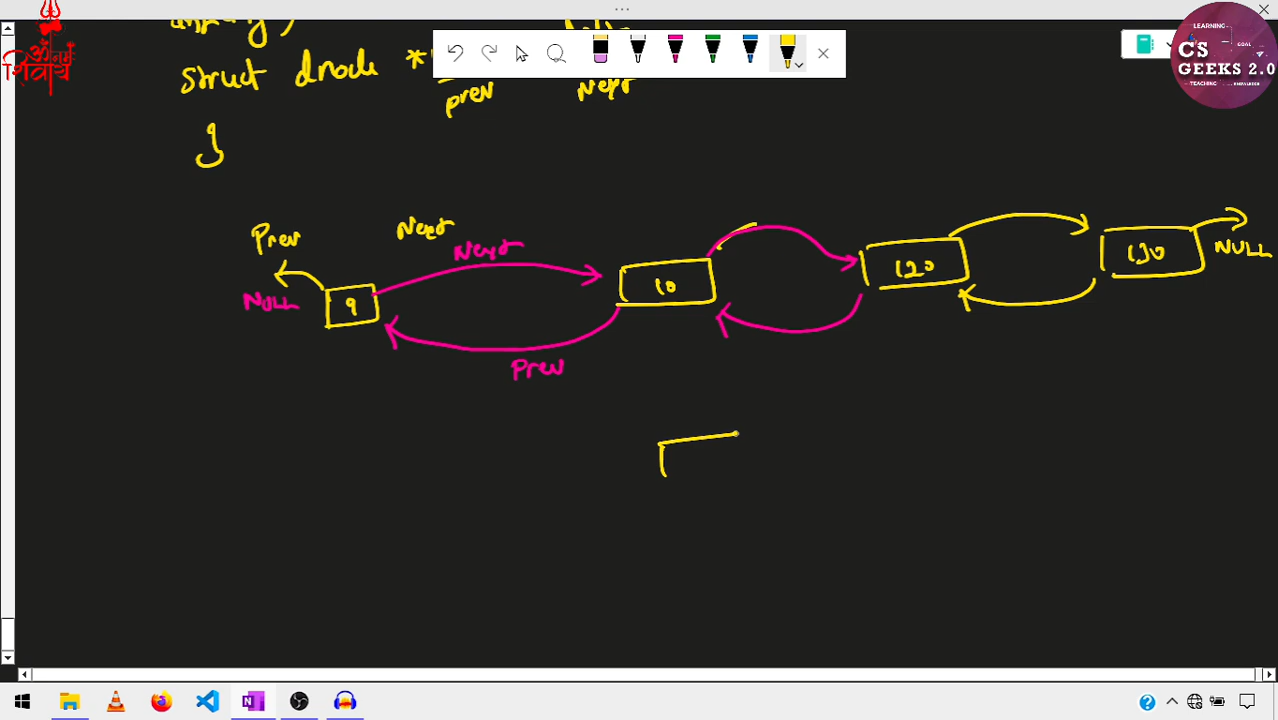 ॐ नमः
शिवाय
LEARNING
GOAL
CS
GEEKS 2.0
TEACHING
struct dnode *
prev Next
Prev Next
Next
NULL
9
10
120
130
NULL
Prev